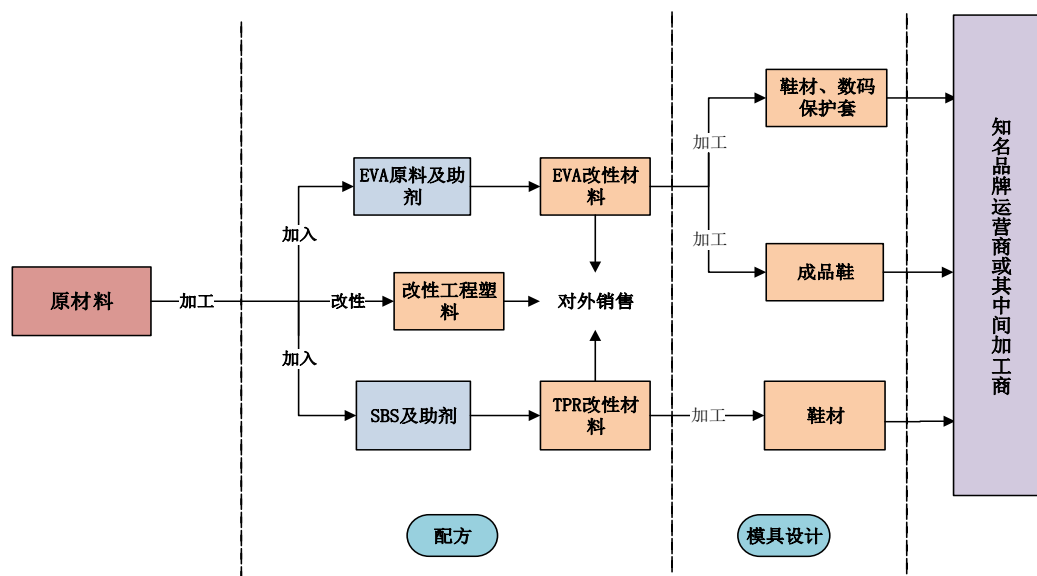 原材料
加工
加入
改性
加入
EVA原料及助
剂
改性工程塑
料
SBS及助剂
EVA改性材
料
对外销售
TPR改性材
料
加工
加工
加工
鞋材、数码
保护套
成品鞋
鞋材
知名品牌运营商或其中间加工商
配方
模具设计